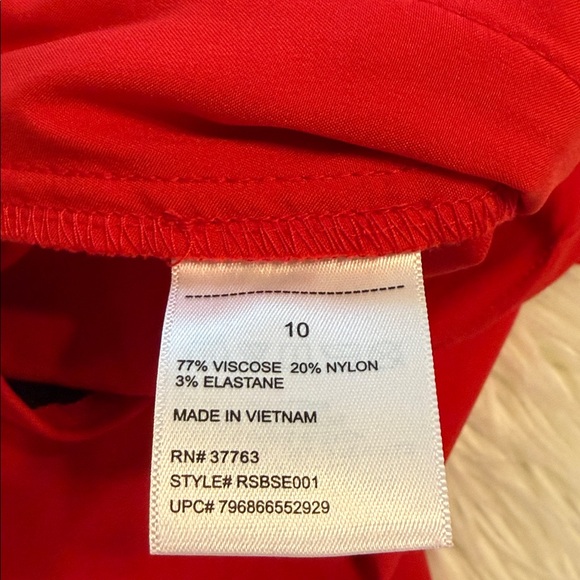 10
77% VISCOSE 20% NYLON
3% ELASTANE
MADE IN VIETNAM
RN# 37763
STYLE# RSBSE001
UPC# 796866552929